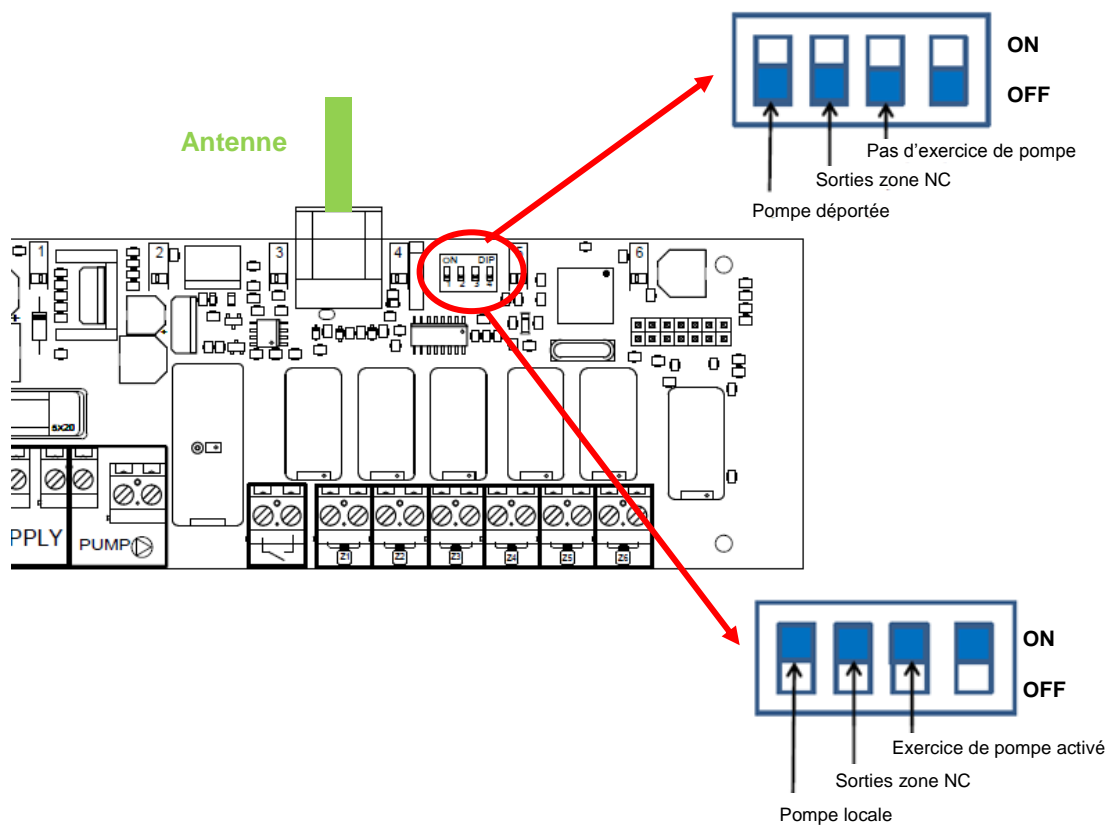 ON
OFF
Pas d'exercice de pompe
Sorties zone NC
Pompe déportée
Antenne
1 2 3 4 5 6
ON DIP
1 2 3 4
5X20
PPLY
PUMP
Z1 Z2 Z3 Z4 Z5 Z6
ON
OFF
Exercice de pompe activé
Sorties zone NC
Pompe locale